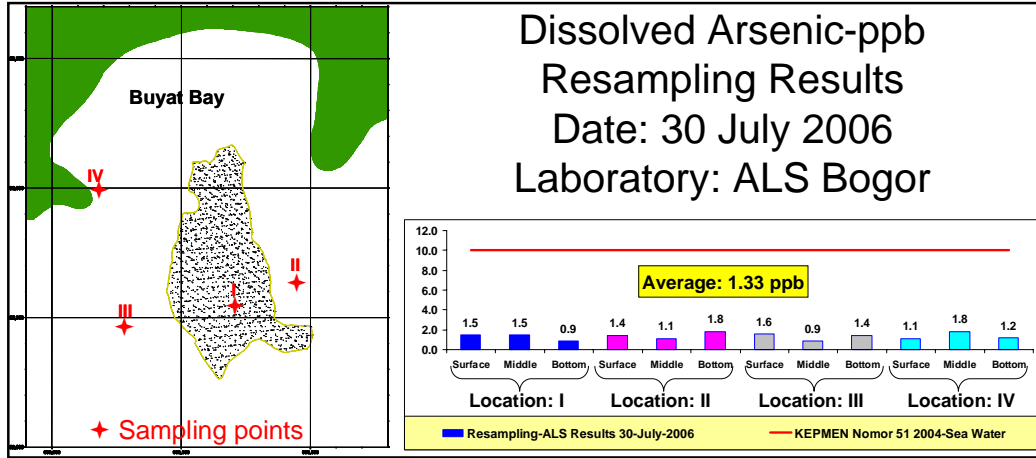 Dissolved Arsenic-ppb
Resampling Results
Date: 30 July 2006
Laboratory: ALS Bogor
Buyat Bay
IV
II
I
III
Sampling points
12.0
10.0
8.0
6.0
4.0
2.0
0.0
Average: 1.33 ppb
1.5 1.5 0.9 1.4 1.1 1.8 1.6 0.9 1.4 1.1 1.8 1.2
Surface Middle Bottom Surface Middle Bottom Surface Middle Bottom Surface Middle Bottom
Location: I Location: II Location: III Location: IV
Resampling-ALS Results 30-July-2006 KEPMEN Nomor 51 2004-Sea Water